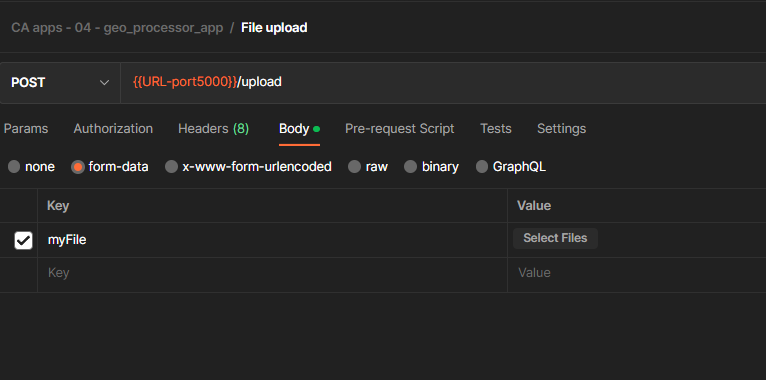 CA apps - 04 - geo_processor_app / File upload
POST {{URL-port5000}}/upload
Params Authorization Headers (8) Body Pre-request Script Tests Settings
none form-data x-www-form-urlencoded raw binary GraphQL
Key Value
myFile Select Files
Key Value